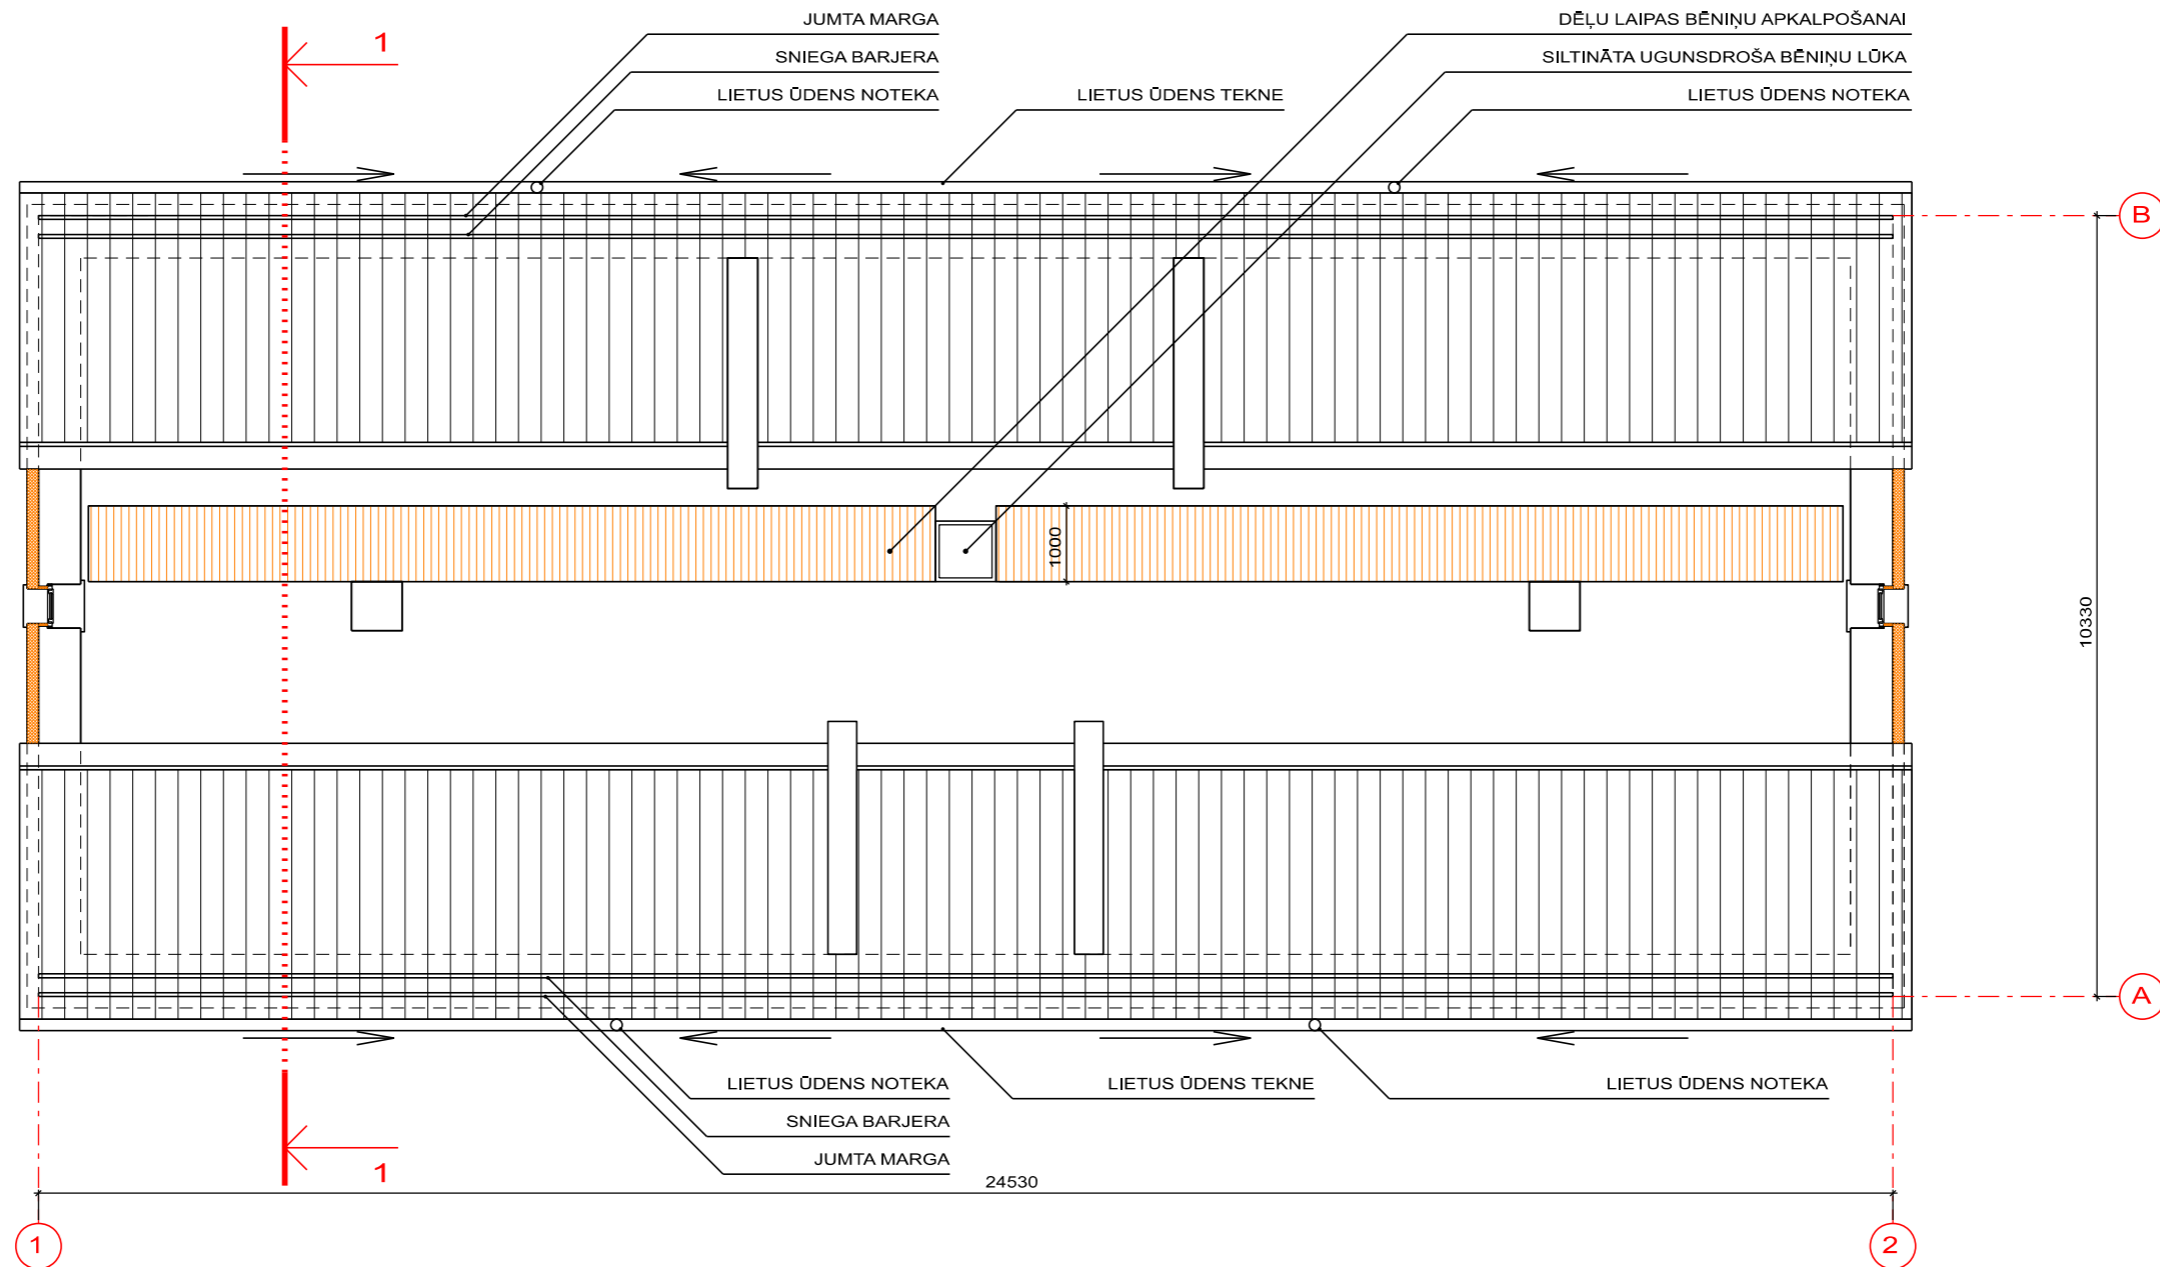 JUMTA MARGA
DĒĻU LAIPAS BĒNIŅU APKALPOŠANAI
1
SNIEGA BARJERA
SILTINĀTA UGUNSDROŠA BĒNIŅU LŪKA
LIETUS ŪDENS NOTEKA
LIETUS ŪDENS TEKNE
LIETUS ŪDENS NOTEKA
B
1000
10330
A
LIETUS ŪDENS NOTEKA
LIETUS ŪDENS TEKNE
LIETUS ŪDENS NOTEKA
SNIEGA BARJERA
JUMTA MARGA
1
24530
1
2